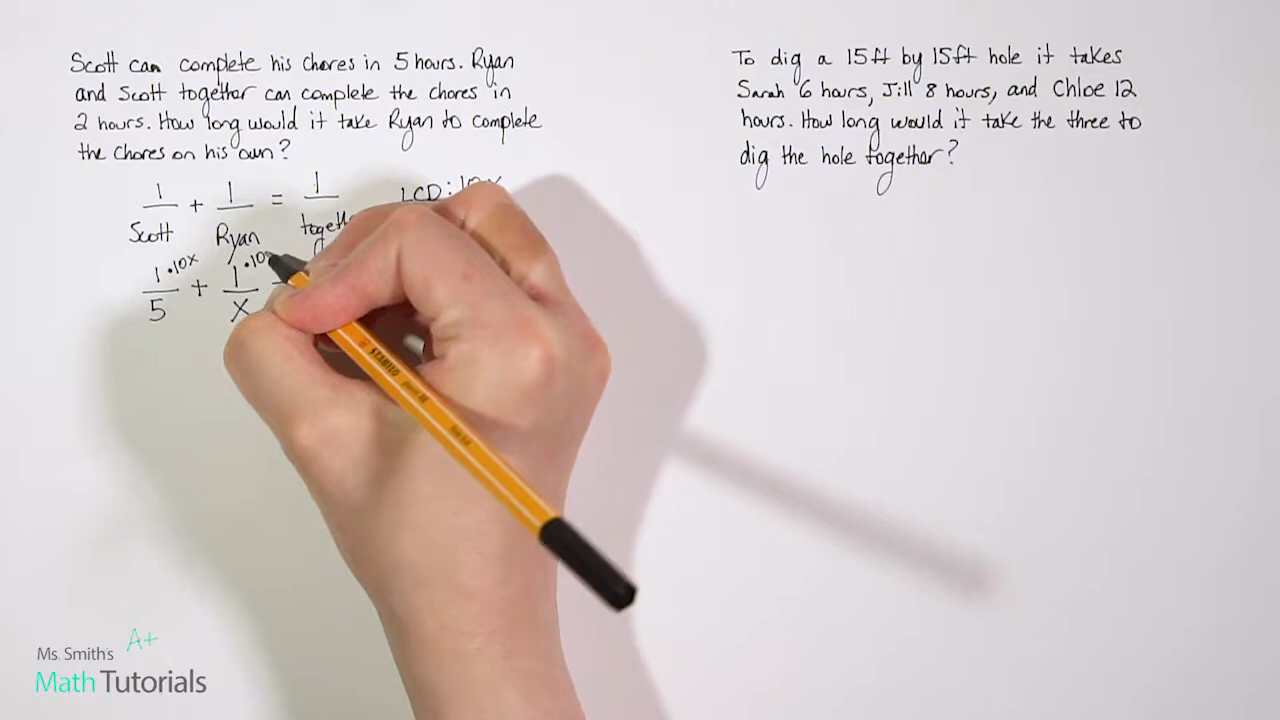 Scott can complete his chores in 5 hours. Ryan
and Scott together can complete the chores in
2 hours. How long would it take Ryan to complete
the chores on his own?
1/Scott + 1/Ryan = 1/
LCD: 10x
1·10x/5 + 1·10/x
To dig a 15ft by 15ft hole it takes
Sarah 6 hours, Jill 8 hours, and Chloe 12
hours. How long would it take the three to
dig the hole together?
STABILO
Ms. Smith's A+
Math Tutorials